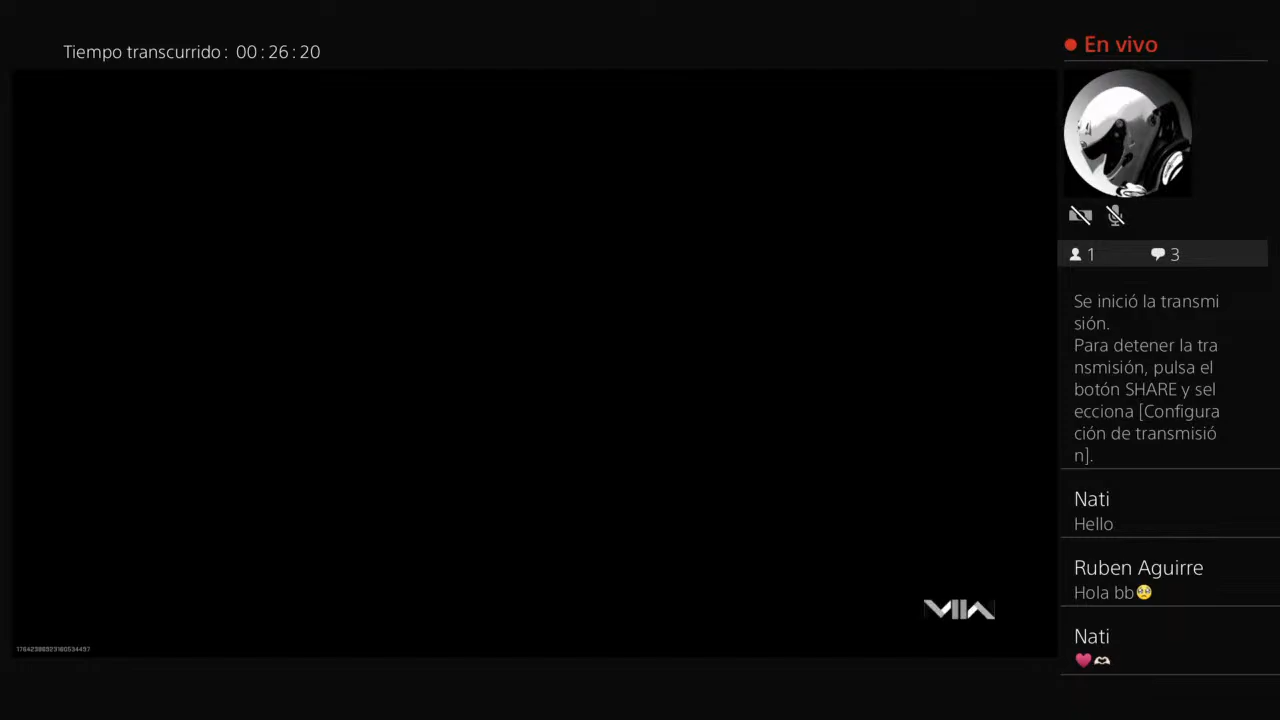 Tiempo transcurrido: 00:26:20
En vivo
1
3
Se inició la transmi
sión.
Para detener la tra
nsmisión, pulsa el
botón SHARE y sel
ecciona [Configura
ción de transmisió
n].
Nati
Hello
Ruben Aguirre
Hola bb🥺
Nati
❤️🫶🏻